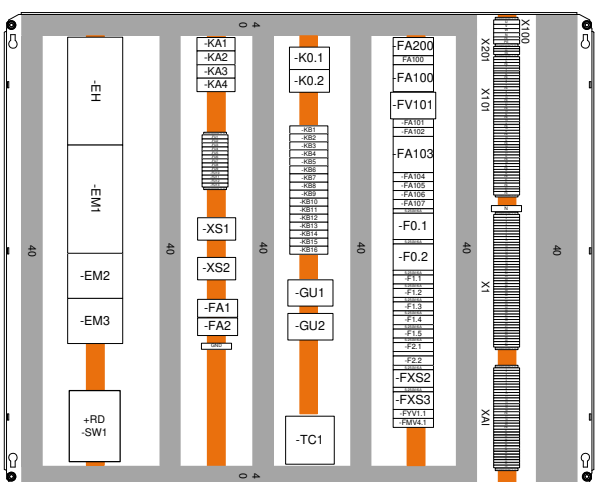 40
-EH
-EM1
-EM2
-EM3
+RD
-SW1
40
40
-KA1
-KA2
-KA3
-KA4
-XS1
-XS2
-FA1
-FA2
GND
40
40
-K0.1
-K0.2
-KB1
-KB2
-KB3
-KB4
-KB5
-KB6
-KB7
-KB8
-KB9
-KB10
-KB11
-KB12
-KB13
-KB14
-KB15
-KB16
-GU1
-GU2
-TC1
40
-FA200
FA100
-FA100
-FV101
-FA101
-FA102
-FA103
-FA104
-FA105
-FA106
-FA107
-F0.1
-F0.2
-F1.1
-F1.2
-F1.3
-F1.4
-F1.5
-F2.1
-F2.2
-FXS2
-FXS3
-FYV1.1
-FMV4.1
40
X100
X201
X101
N
X1
XAI
40
40